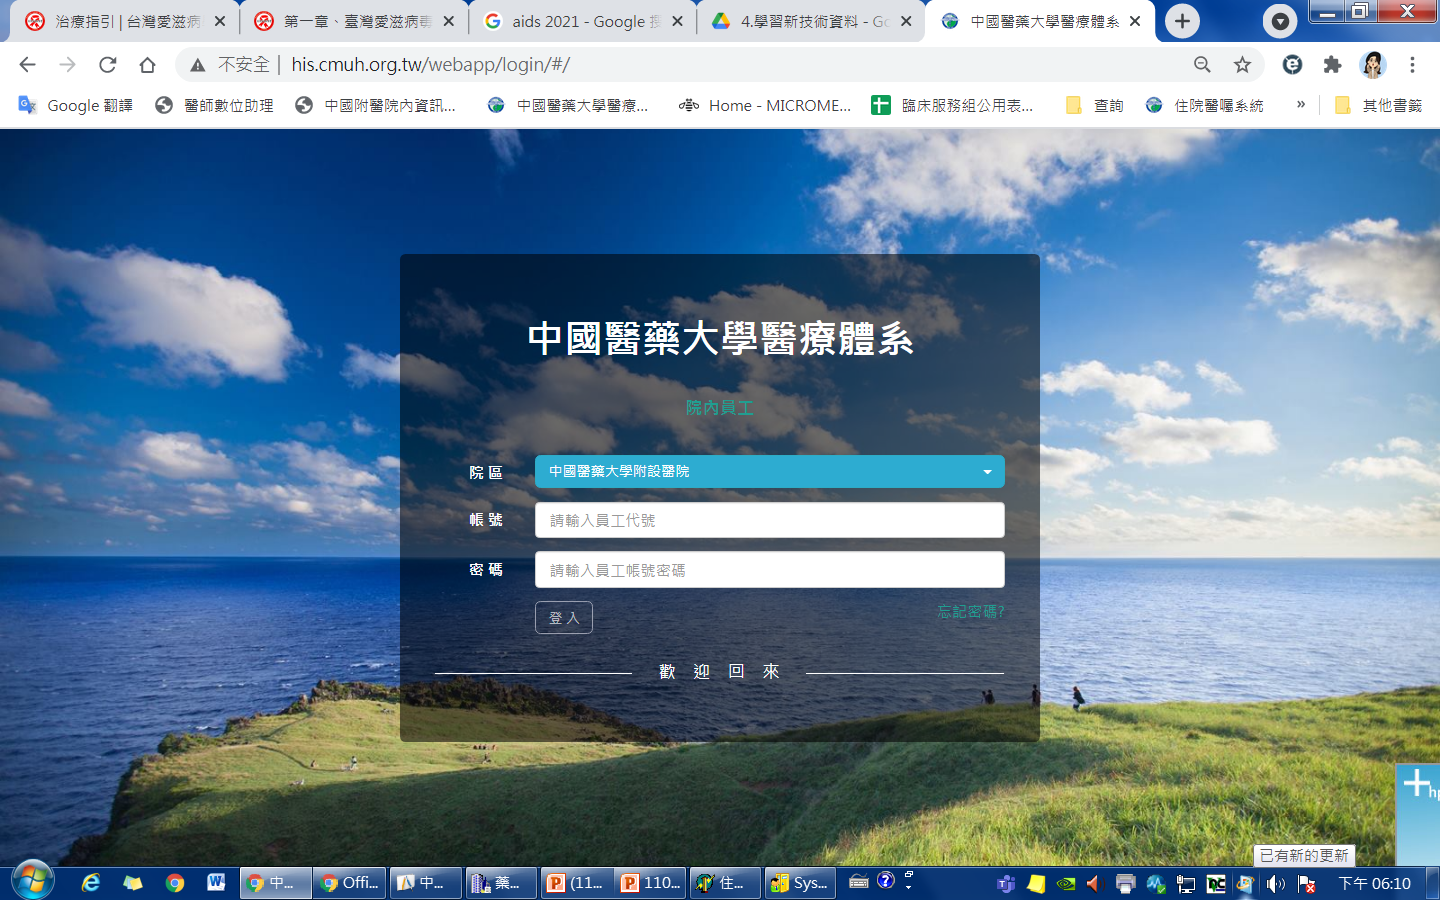 治療指引 | 台灣愛滋病
第一章、臺灣愛滋病毒
aids 2021 - Google 搜
4.學習新技術資料 - Go
中國醫藥大學醫療體系
不安全 | his.cmuh.org.tw/webapp/login/#/
Google 翻譯
醫師數位助理
中國附醫院內資訊...
中國醫藥大學醫療...
Home - MICROME...
臨床服務組公用表...
查詢
住院醫囑系統
»
其他書籤
中國醫藥大學醫療體系
院內員工
院 區
中國醫藥大學附設醫院
帳 號
請輸入員工代號
密 碼
請輸入員工帳號密碼
登 入
忘記密碼?
歡 迎 回 來
hp
已有新的更新
中...
Offi...
中...
藥...
(11...
110...
住...
Sys...
下午 06:10